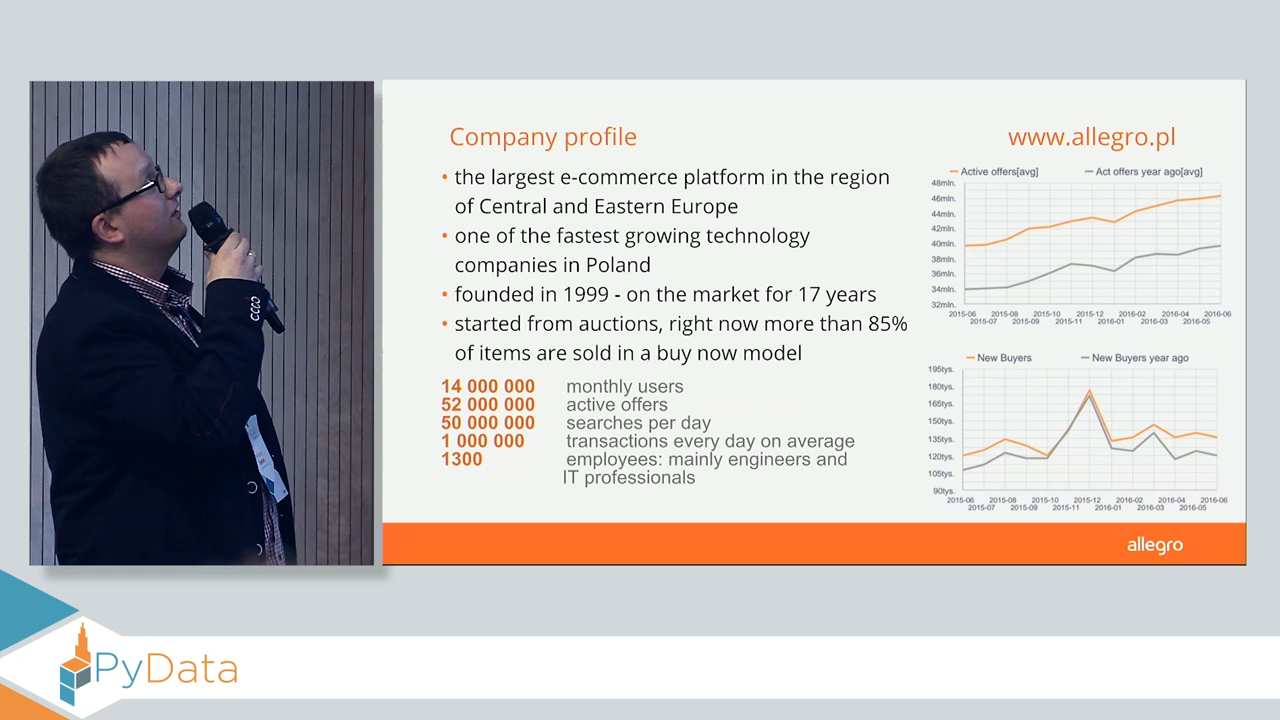 Company profile
www.allegro.pl
• the largest e-commerce platform in the region
of Central and Eastern Europe
• one of the fastest growing technology
companies in Poland
• founded in 1999 - on the market for 17 years
• started from auctions, right now more than 85%
of items are sold in a buy now model
14 000 000 monthly users
52 000 000 active offers
50 000 000 searches per day
1 000 000 transactions every day on average
1300 employees: mainly engineers and
IT professionals
Active offers[avg] Act offers year ago[avg]
48mln.
46mln.
44mln.
42mln.
40mln.
38mln.
36mln.
34mln.
32mln.
2015-06 2015-08 2015-10 2015-12 2016-02 2016-04 2016-06
2015-07 2015-09 2015-11 2016-01 2016-03 2016-05
New Buyers New Buyers year ago
195tys.
180tys.
165tys.
150tys.
135tys.
120tys.
105tys.
90tys.
2015-06 2015-08 2015-10 2015-12 2016-02 2016-04 2016-06
2015-07 2015-09 2015-11 2016-01 2016-03 2016-05
allegro
PyData